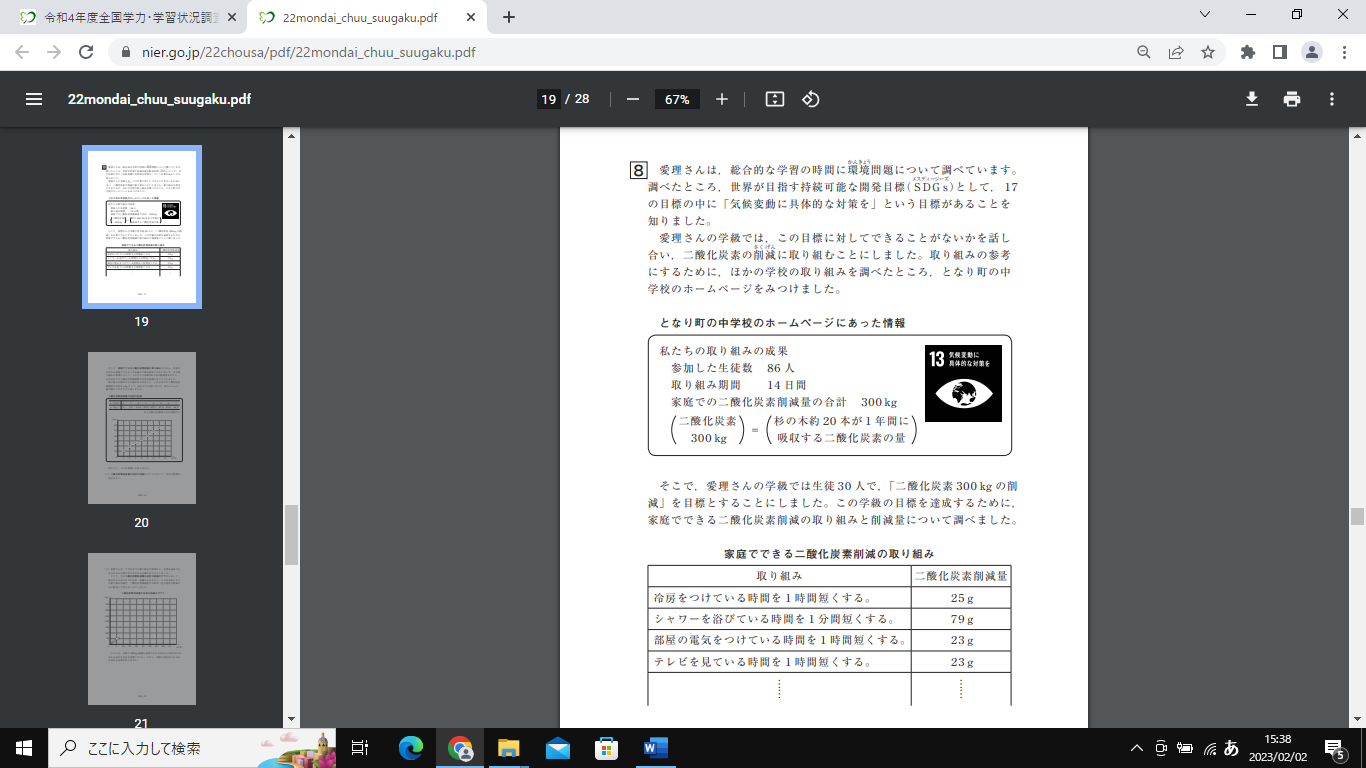 令和4年度全国学力・学習状況調
22mondai_chuu_suugaku.pdf
nier.go.jp/22chousa/pdf/22mondai_chuu_suugaku.pdf
22mondai_chuu_suugaku.pdf
19 / 28
67%
19
20
21
8 愛理さんは，総合的な学習の時間に環境問題について調べています。
かんきょう
調べたところ，世界が目指す持続可能な開発目標(SDGs)として，17
エスディージーズ
の目標の中に「気候変動に具体的な対策を」という目標があることを
知りました。
愛理さんの学級では，この目標に対してできることがないかを話し
合い，二酸化炭素の削減に取り組むことにしました。取り組みの参考
さくげん
にするために，ほかの学校の取り組みを調べたところ，となり町の中
学校のホームページをみつけました。
となり町の中学校のホームページにあった情報
私たちの取り組みの成果
参加した生徒数 86人
取り組み期間 14日間
家庭での二酸化炭素削減量の合計 300kg
(二酸化炭素 300kg) = (杉の木約20本が1年間に吸収する二酸化炭素の量)
13 気候変動に
具体的な対策を
そこで，愛理さんの学級では生徒30人で，「二酸化炭素300kgの削
減」を目標とすることにしました。この学級の目標を達成するために，
家庭でできる二酸化炭素削減の取り組みと削減量について調べました。
家庭でできる二酸化炭素削減の取り組み
取り組み 二酸化炭素削減量
冷房をつけている時間を1時間短くする。 25g
シャワーを浴びている時間を1分間短くする。 79g
部屋の電気をつけている時間を1時間短くする。 23g
テレビを見ている時間を1時間短くする。 23g
ここに入力して検索
あ
15:38
2023/02/02
5